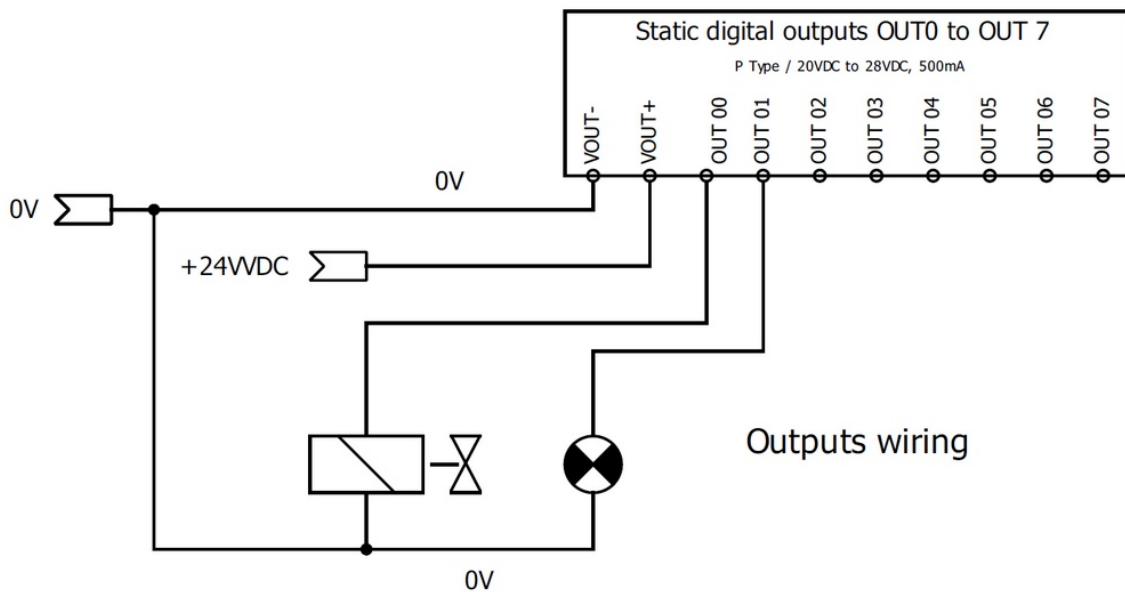 Static digital outputs OUT0 to OUT 7
P Type / 20VDC to 28VDC, 500mA
VOUT-
VOUT+
OUT 00
OUT 01
OUT 02
OUT 03
OUT 04
OUT 05
OUT 06
OUT 07
0V
0V
+24VVDC
Outputs wiring
0V